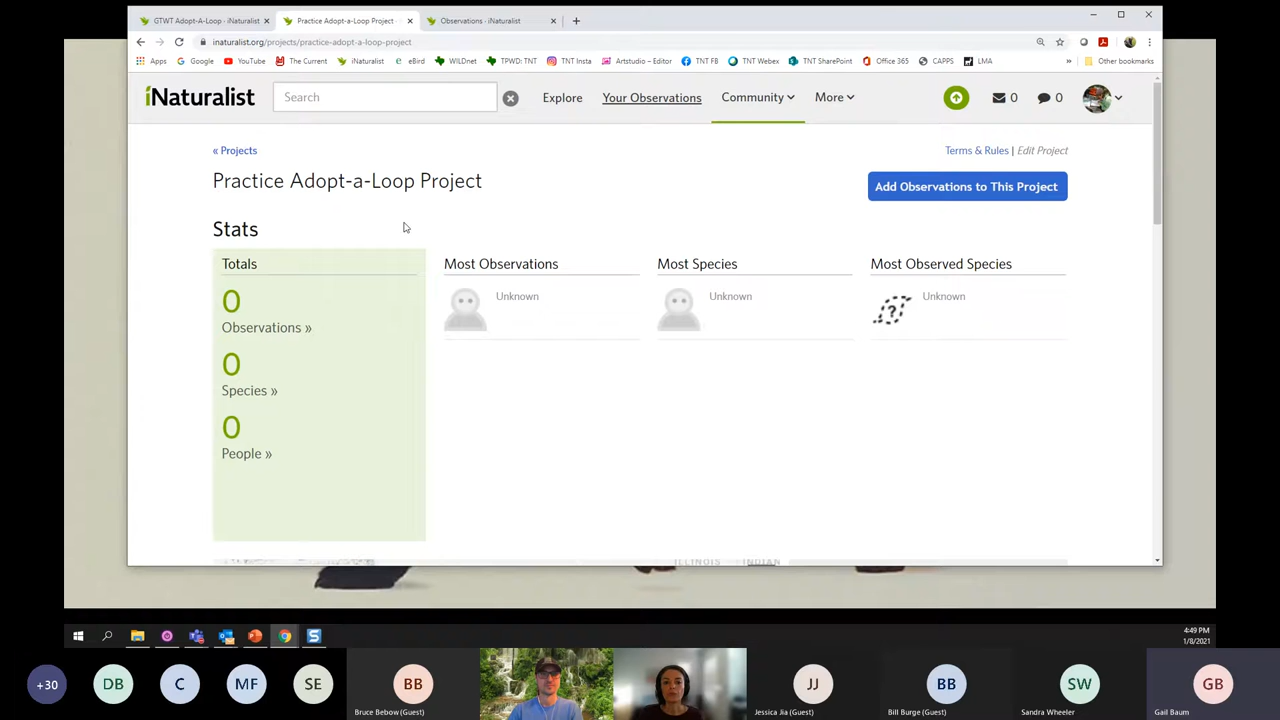 GTWT Adopt-A-Loop · iNaturalist
Practice Adopt-a-Loop Project ·
Observations · iNaturalist
inaturalist.org/projects/practice-adopt-a-loop-project
Apps Google YouTube The Current iNaturalist eBird WILDnet TPWD: TNT TNT Insta Artstudio – Editor TNT FB TNT Webex TNT SharePoint Office 365 CAPPS LMA » Other bookmarks
iNaturalist Search Explore Your Observations Community More 0 0
« Projects
Terms & Rules | Edit Project
Practice Adopt-a-Loop Project
Add Observations to This Project
Stats
Totals
0
Observations »
0
Species »
0
People »
Most Observations
Unknown
Most Species
Unknown
Most Observed Species
?
Unknown
ILLINOIS INDIAN
4:49 PM
1/8/2021
+30 DB C MF SE BB JJ BB SW GB
Bruce Bebow (Guest) Jessica Jia (Guest) Bill Burge (Guest) Sandra Wheeler Gail Baum